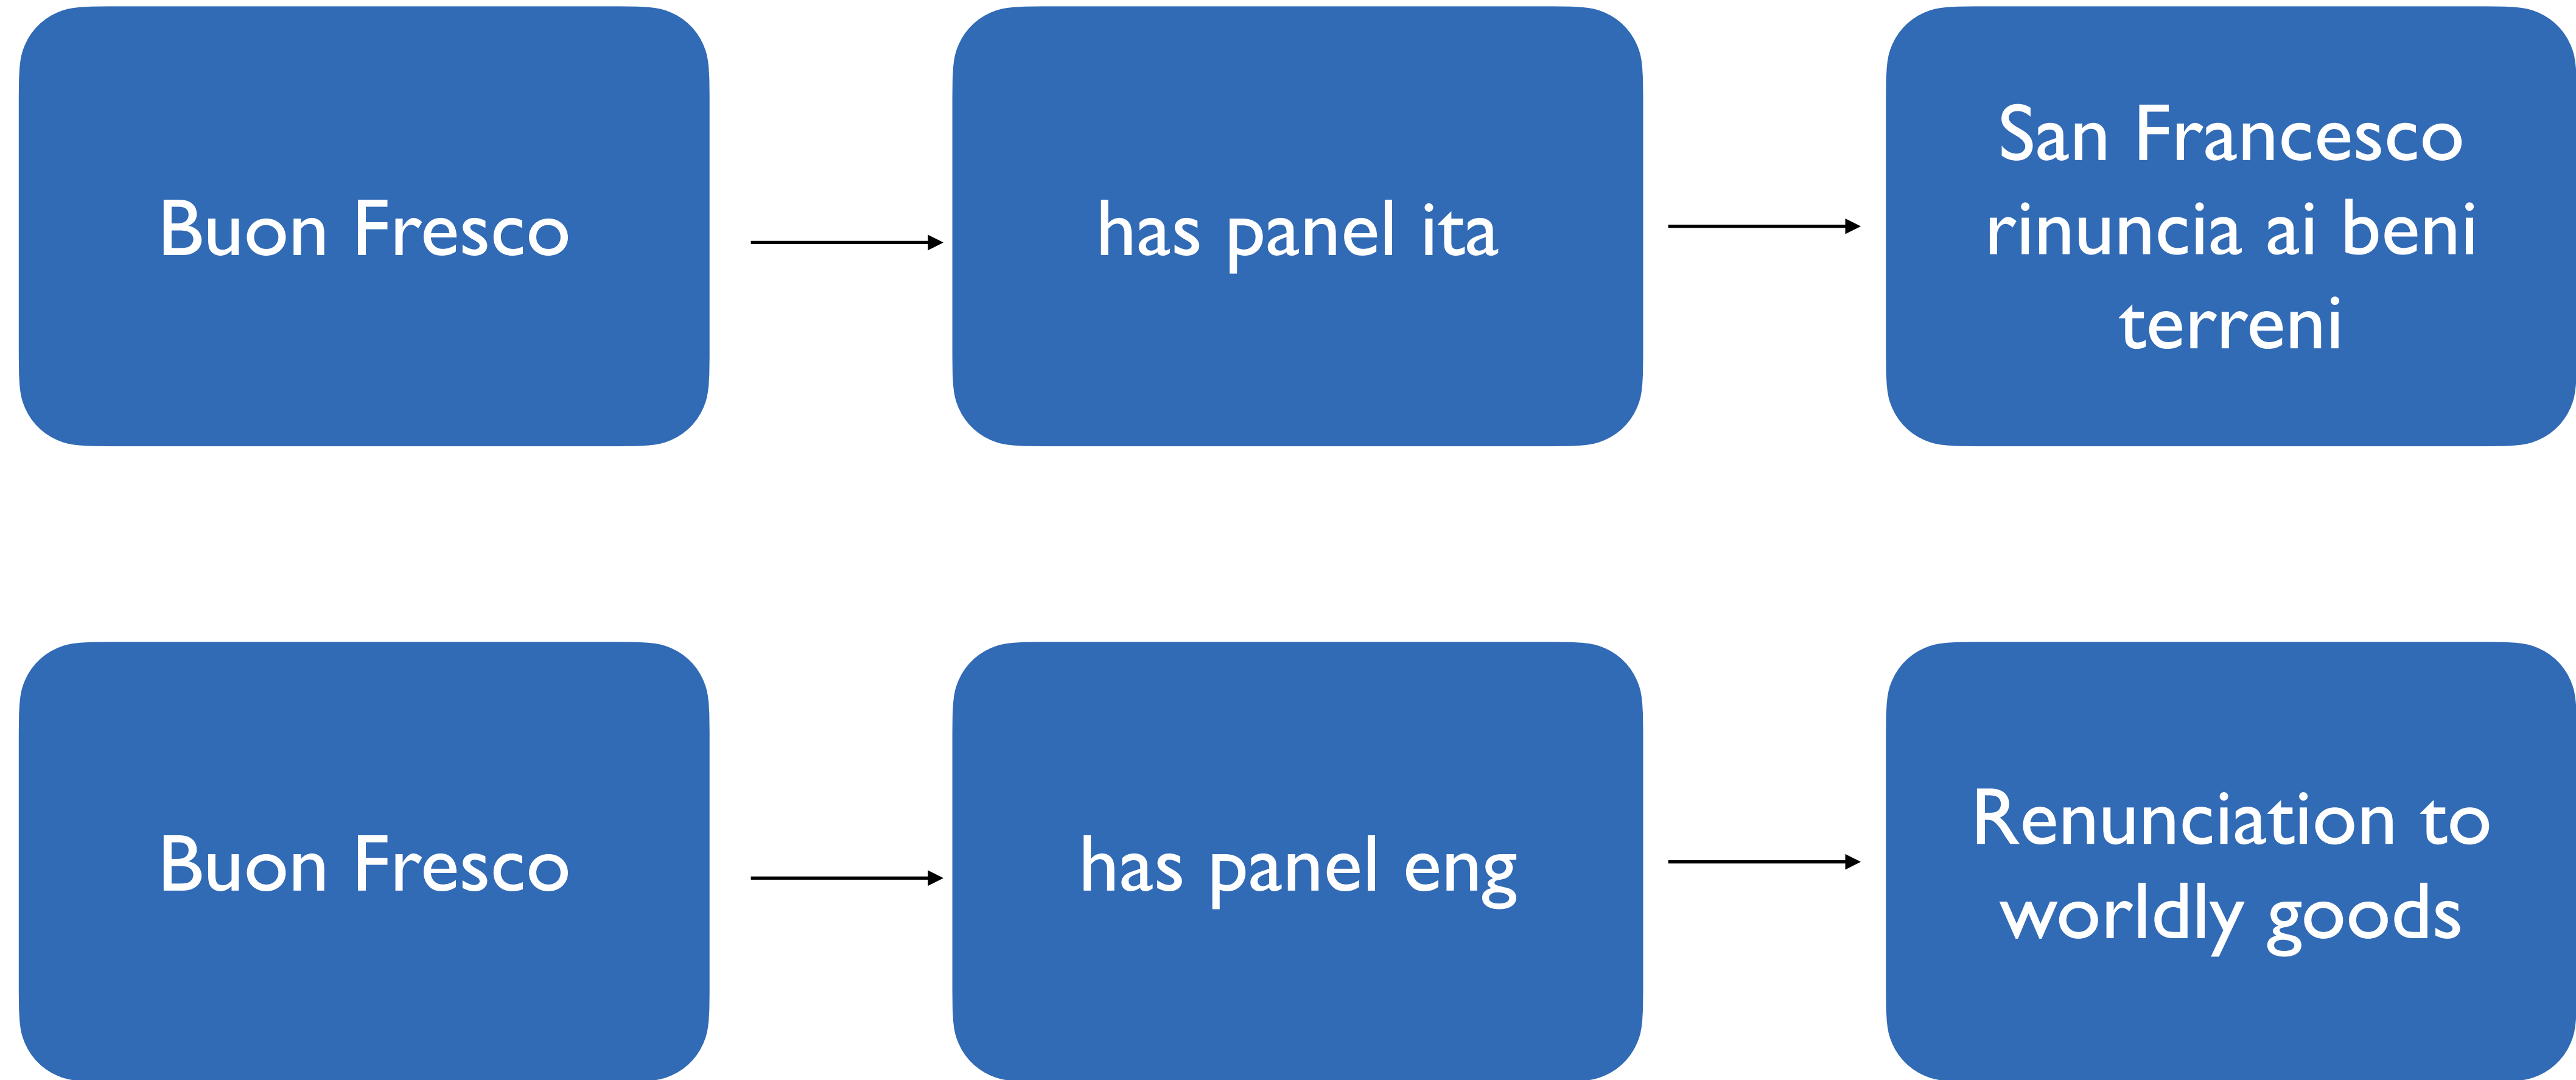 Buon Fresco
has panel ita
San Francesco
rinuncia ai beni
terreni
Buon Fresco
has panel eng
Renunciation to
worldly goods